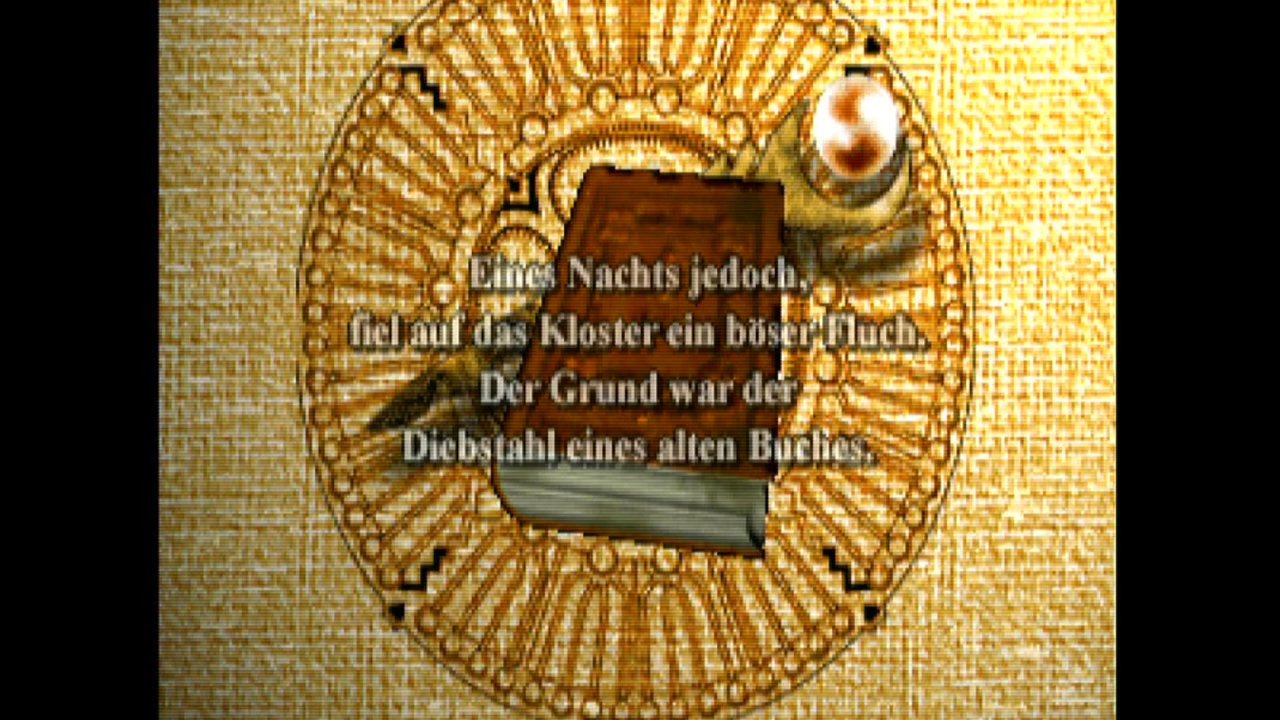 Eines Nachts jedoch,
fiel auf das Kloster ein böser Fluch.
Der Grund war der
Diebstahl eines alten Buches.